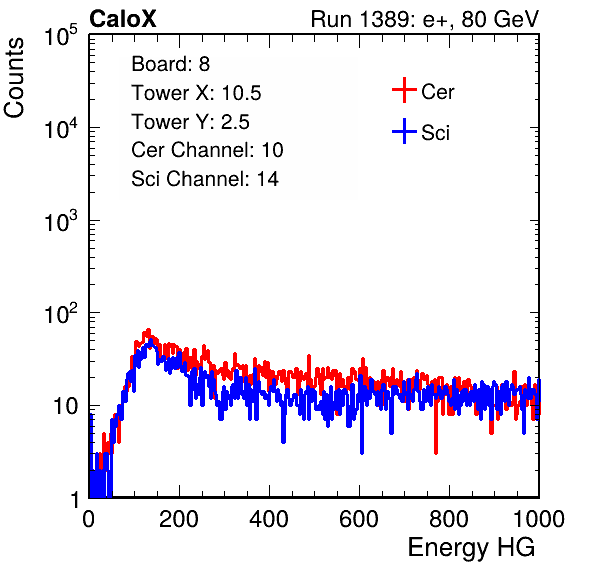 CaloX Run 1389: e+, 80 GeV
Counts
Board: 8
Tower X: 10.5
Tower Y: 2.5
Cer Channel: 10
Sci Channel: 14
Cer
Sci
10^5
10^4
10^3
10^2
10
1
0 200 400 600 800 1000
Energy HG